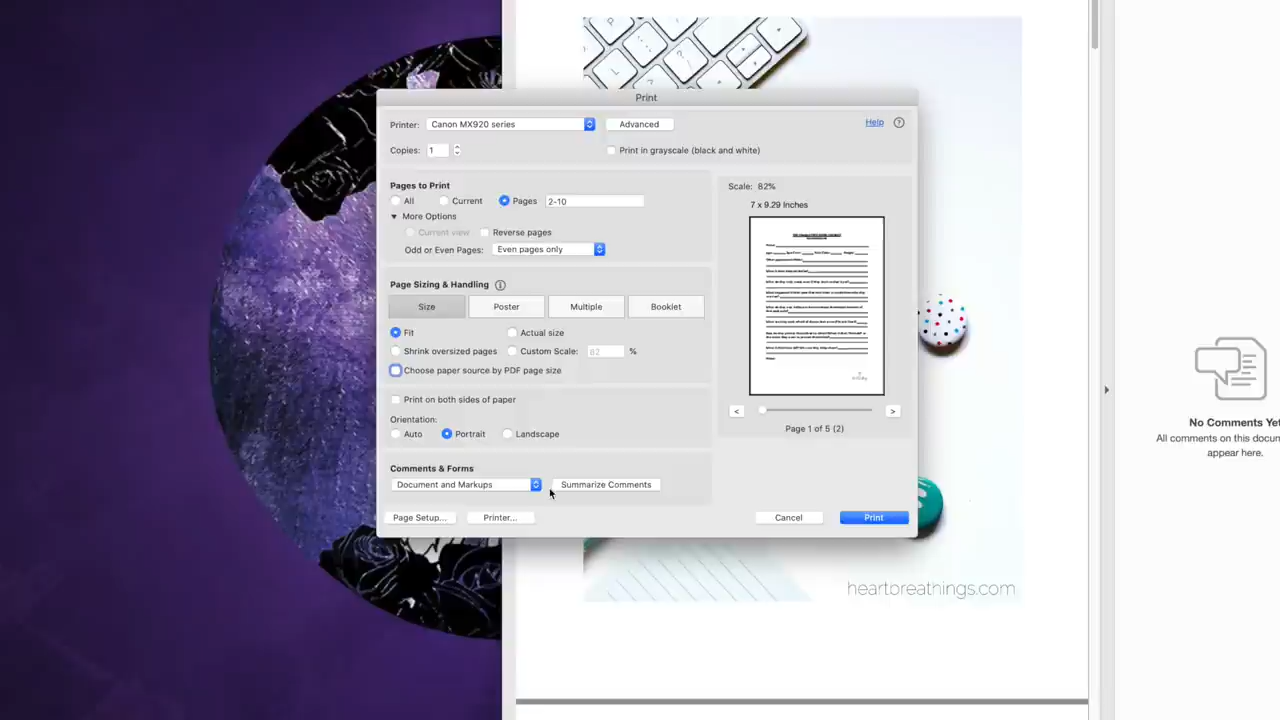 Print
Printer: Canon MX920 series Advanced Help ?
Copies: 1 Print in grayscale (black and white)
Pages to Print
All Current Pages 2-10
More Options
Current view Reverse pages
Odd or Even Pages: Even pages only
Page Sizing & Handling i
Size Poster Multiple Booklet
Fit Actual size
Shrink oversized pages Custom Scale: 82 %
Choose paper source by PDF page size
Print on both sides of paper
Orientation:
Auto Portrait Landscape
Comments & Forms
Document and Markups Summarize Comments
Page Setup... Printer...
Scale: 82%
7 x 9.29 Inches
< >
Page 1 of 5 (2)
Cancel Print
heartbreathings.com
No Comments Yet
All comments on this docum
appear here.